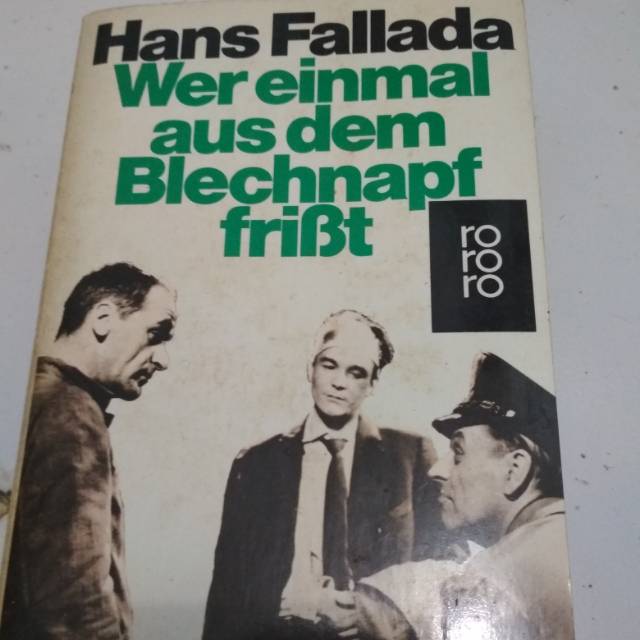 Hans Fallada
Wer einmal
aus dem
Blechnapf
frißt
ro
ro
ro